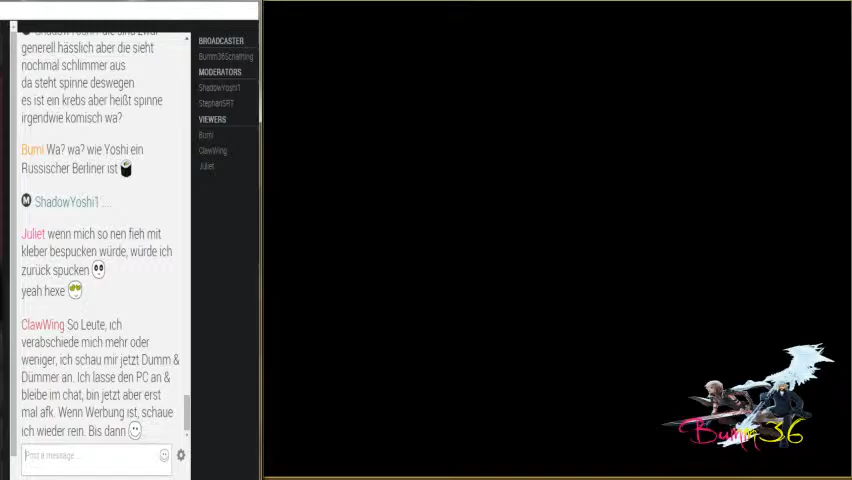 generell hässlich aber die sieht
nochmal schlimmer aus
da steht spinne deswegen
es ist ein krebs aber heißt spinne
irgendwie komisch wa?
Bumi Wa? wa? wie Yoshi ein
Russischer Berliner ist
M ShadowYoshi1 ....
Juliet wenn mich so nen fieh mit
kleber bespucken würde, würde ich
zurück spucken
yeah hexe
ClawWing So Leute, ich
verabschiede mich mehr oder
weniger, ich schau mir jetzt Dumm &
Dümmer an. Ich lasse den PC an &
bleibe im chat, bin jetzt aber erst
mal afk. Wenn Werbung ist, schaue
ich wieder rein. Bis dann
Post a message ...
BROADCASTER
MODERATORS
ShadowYoshi1
StephanSRT
VIEWERS
Bumi
ClawWing
Juliet
Bumm36